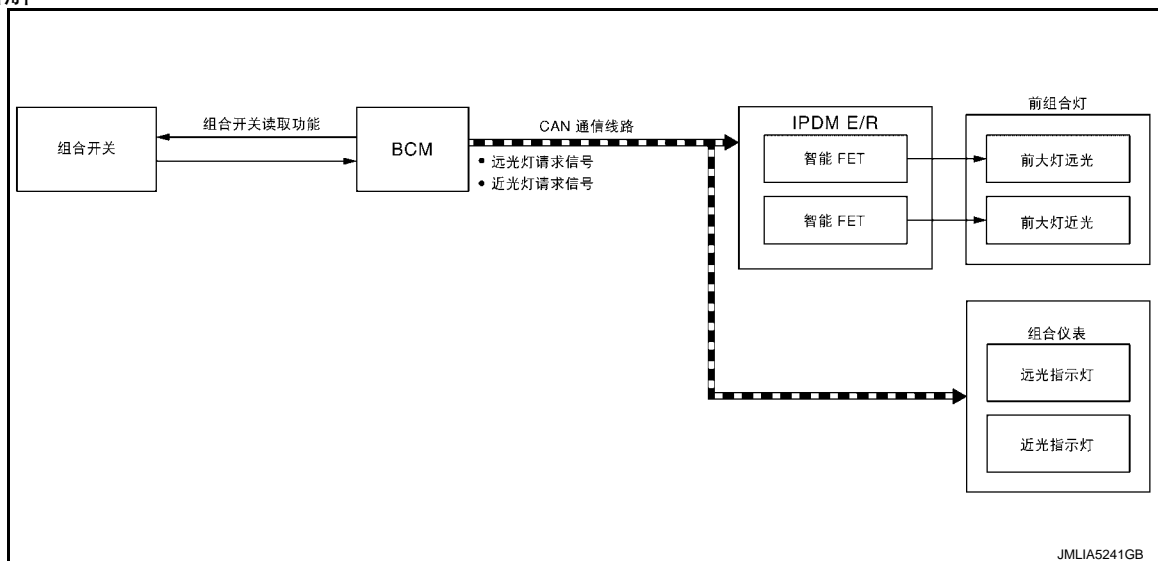 组合开关
组合开关读取功能
BCM
CAN 通信线路
• 远光灯请求信号
• 近光灯请求信号
IPDM E/R
智能 FET
智能 FET
前组合灯
前大灯远光
前大灯近光
组合仪表
远光指示灯
近光指示灯
JMLIA5241GB